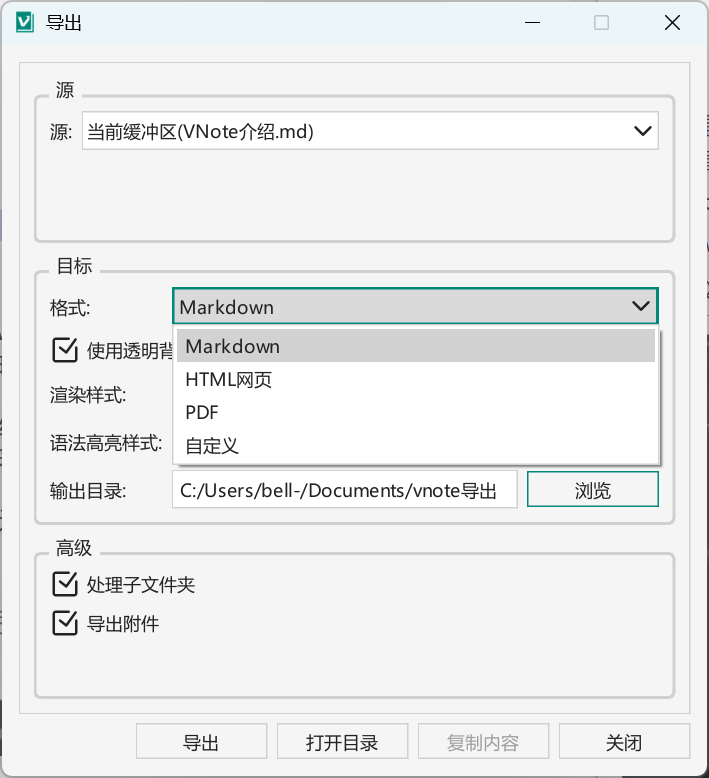 导出
源
源: 当前缓冲区(VNote介绍.md)
目标
格式: Markdown
Markdown
使用透明背
HTML网页
渲染样式:
PDF
语法高亮样式:
自定义
输出目录: C:/Users/bell-/Documents/vnote导出 浏览
高级
处理子文件夹
导出附件
导出 打开目录 复制内容 关闭